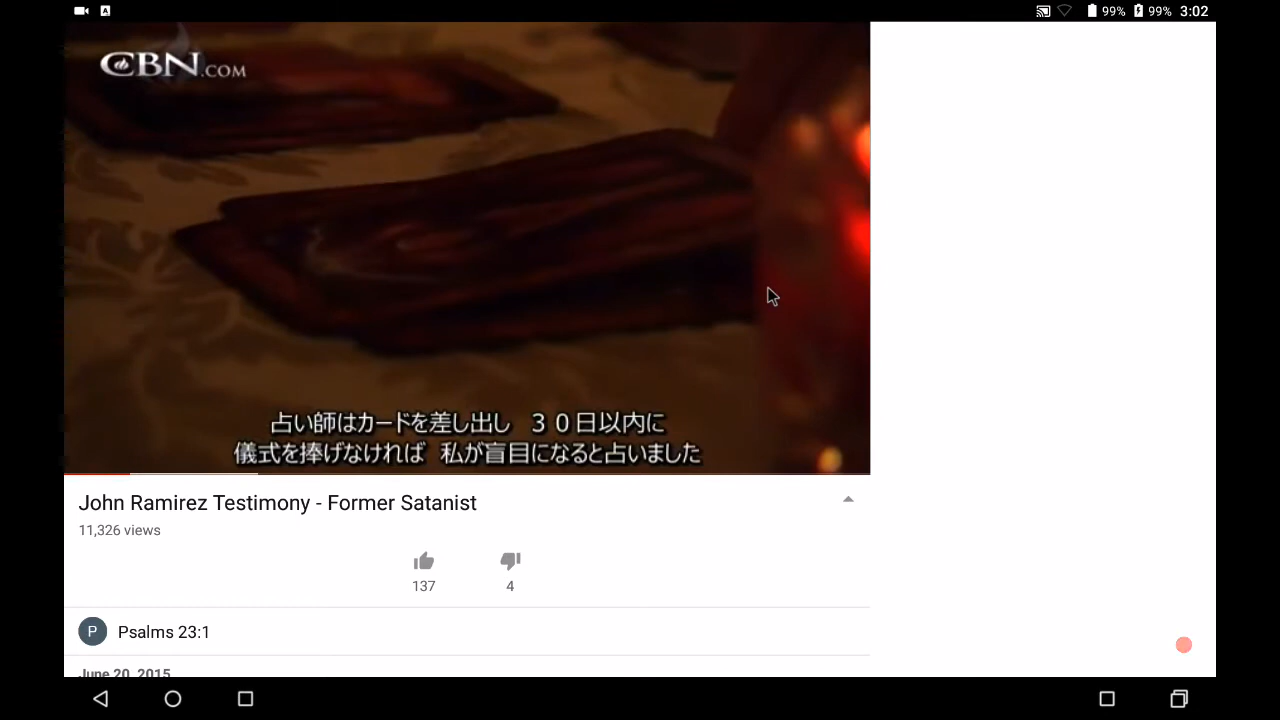 99% 99% 3:02
CBN.COM
占い師はカードを差し出し　３０日以内に
儀式を捧げなければ　私が盲目になると占いました
John Ramirez Testimony - Former Satanist
11,326 views
137 4
P Psalms 23:1
June 20, 2015